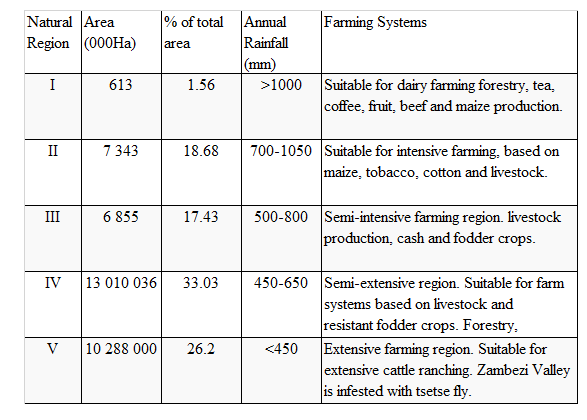 Natural Region Area (000Ha) % of total area Annual Rainfall (mm) Farming Systems
I 613 1.56 >1000 Suitable for dairy farming forestry, tea,
coffee, fruit, beef and maize production.
II 7 343 18.68 700-1050 Suitable for intensive farming, based on
maize, tobacco, cotton and livestock.
III 6 855 17.43 500-800 Semi-intensive farming region. livestock
production, cash and fodder crops.
IV 13 010 036 33.03 450-650 Semi-extensive region. Suitable for farm
systems based on livestock and
resistant fodder crops. Forestry,
V 10 288 000 26.2 <450 Extensive farming region. Suitable for
extensive cattle ranching. Zambezi Valley
is infested with tsetse fly.